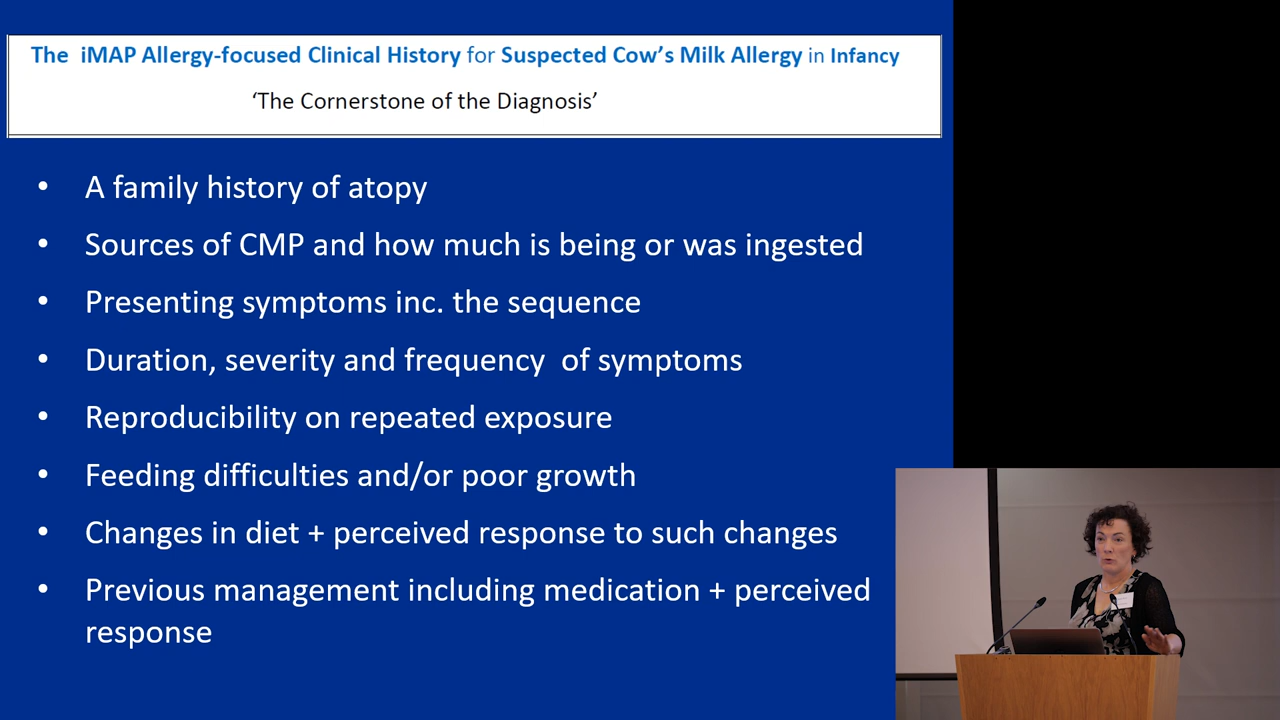 The iMAP Allergy-focused Clinical History for Suspected Cow's Milk Allergy in Infancy
‘The Cornerstone of the Diagnosis’
• A family history of atopy
• Sources of CMP and how much is being or was ingested
• Presenting symptoms inc. the sequence
• Duration, severity and frequency of symptoms
• Reproducibility on repeated exposure
• Feeding difficulties and/or poor growth
• Changes in diet + perceived response to such changes
• Previous management including medication + perceived
response